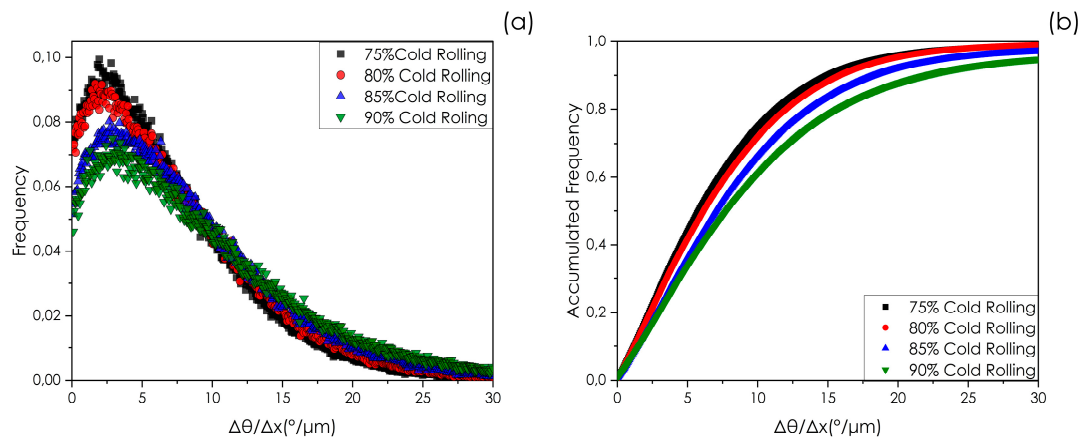 (a)
0,10
0,08
0,06
0,04
0,02
0,00
Frequency
0
5
10
15
20
25
30
Δθ/Δx(°/μm)
75%Cold Rolling
80% Cold Rolling
85%Cold Rolling
90% Cold Roling
(b)
1,0
0,8
0,6
0,4
0,2
0,0
Accumulated Frequency
0
5
10
15
20
25
30
Δθ/Δx(°/μm)
75% Cold Rolling
80% Cold Rolling
85% Cold Rolling
90% Cold Rolling